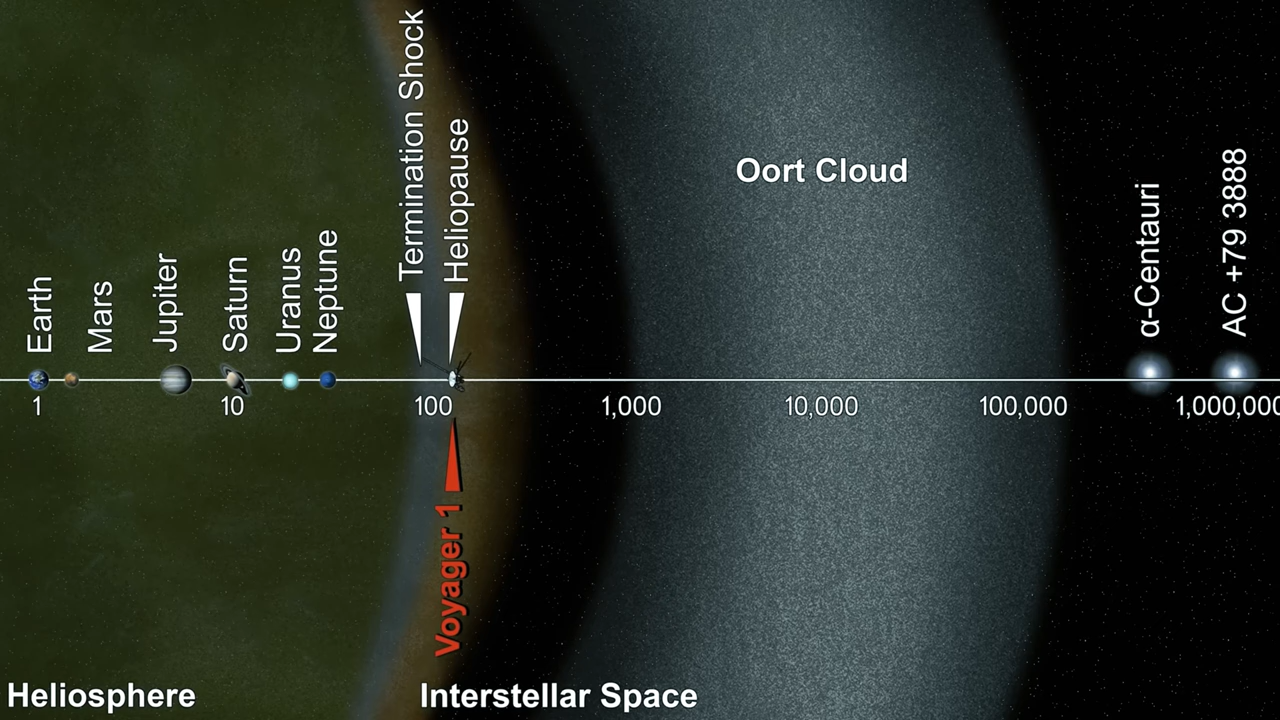 Earth
Mars
Jupiter
Saturn
Uranus
Neptune
Termination Shock
Heliopause
Oort Cloud
α-Centauri
AC +79 3888
1
10
100
1,000
10,000
100,000
1,000,000
Voyager 1
Heliosphere
Interstellar Space